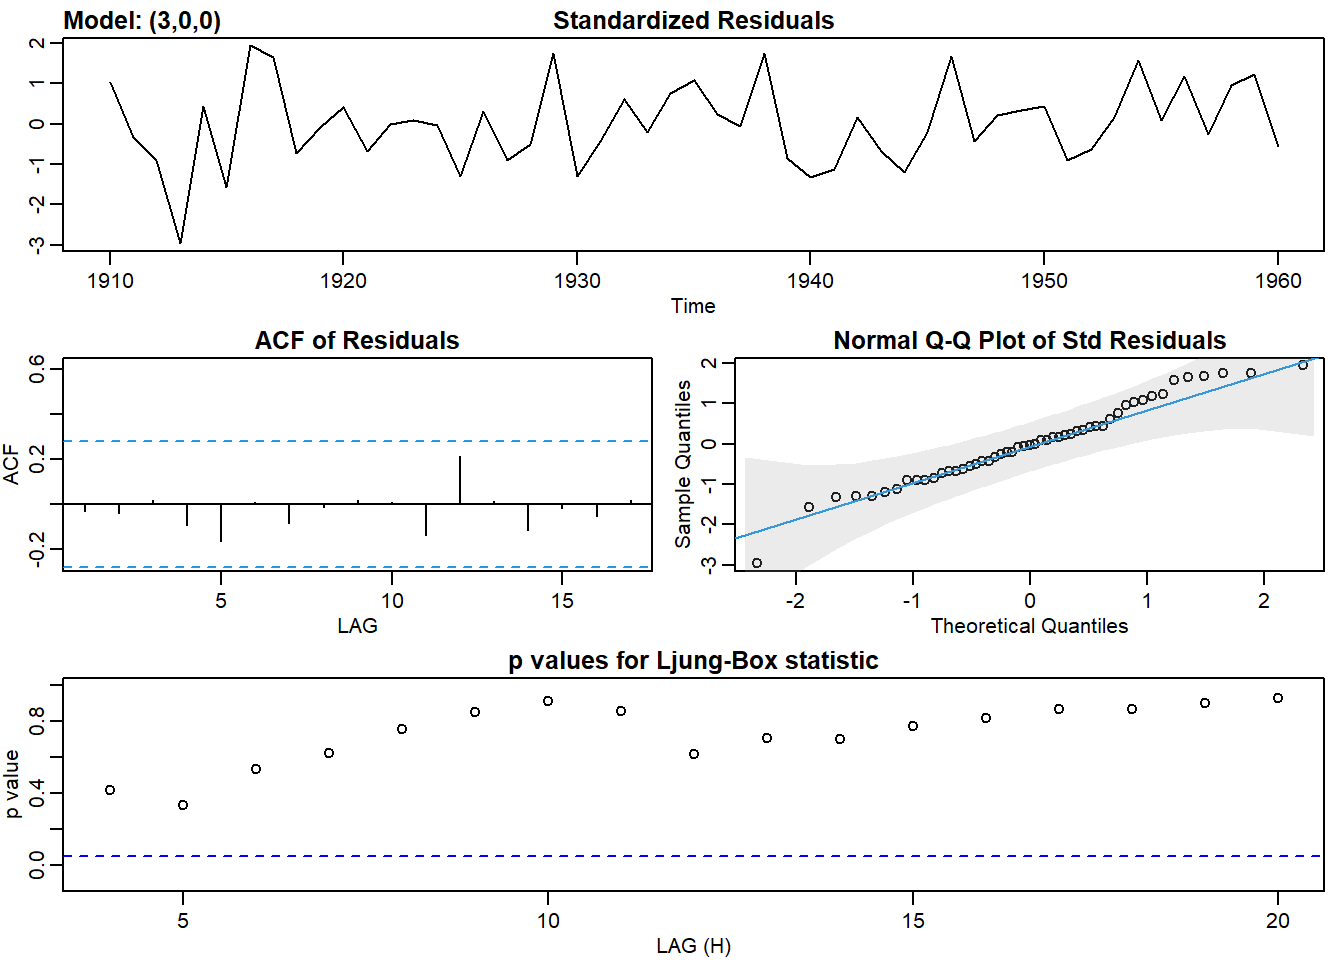 Model: (3,0,0) Standardized Residuals
2
1
0
-1
-2
-3
1910 1920 1930 1940 1950 1960
Time
ACF of Residuals
ACF
0.6
0.2
-0.2
5 10 15
LAG
Normal Q-Q Plot of Std Residuals
Sample Quantiles
2
1
0
-1
-2
-3
-2 -1 0 1 2
Theoretical Quantiles
p values for Ljung-Box statistic
p value
0.8
0.4
0.0
5 10 15 20
LAG (H)